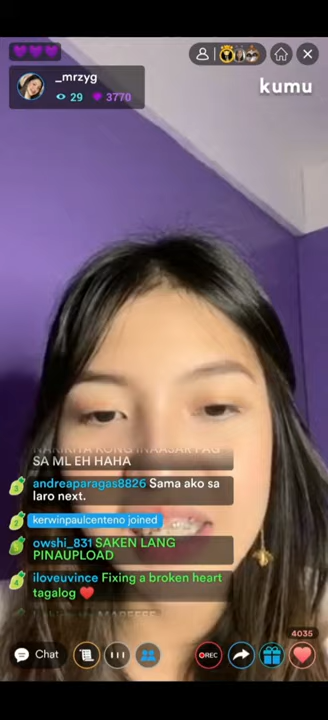 _mrzyg
29 3770
kumu
SA ML EH HAHA
andreaparagas8826 Sama ako sa
laro next.
kerwinpaulcenteno joined
owshi_831 SAKEN LANG
PINAUPLOAD
iloveuvince Fixing a broken heart
tagalog ❤️
Chat
REC
4035